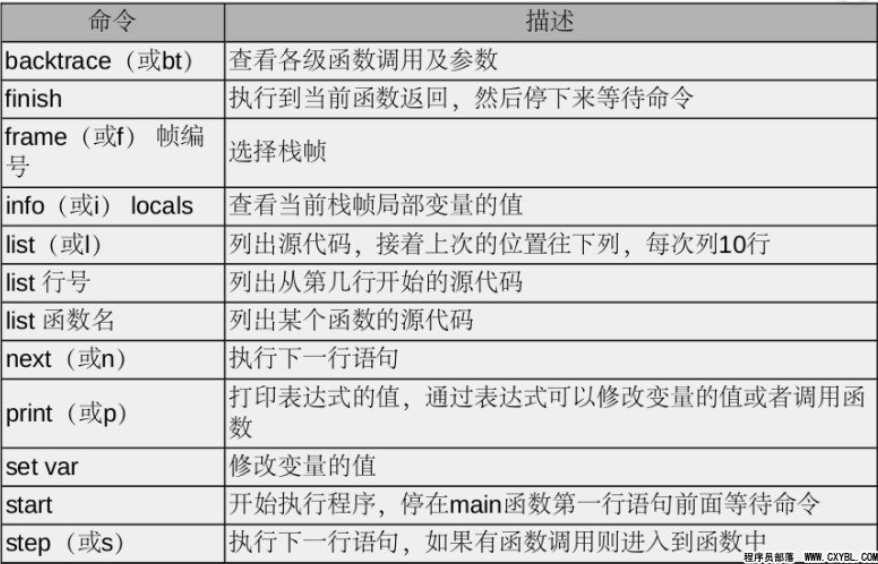 命令 描述
backtrace（或bt） 查看各级函数调用及参数
finish 执行到当前函数返回，然后停下来等待命令
frame（或f） 帧编
号
选择栈帧
info（或i） locals 查看当前栈帧局部变量的值
list（或l） 列出源代码，接着上次的位置往下列，每次列10行
list 行号 列出从第几行开始的源代码
list 函数名 列出某个函数的源代码
next（或n） 执行下一行语句
print（或p）
打印表达式的值，通过表达式可以修改变量的值或者调用函
数
set var 修改变量的值
start 开始执行程序，停在main函数第一行语句前面等待命令
step（或s） 执行下一行语句，如果有函数调用则进入到函数中
程序员部落 WWW.CXYBL.COM